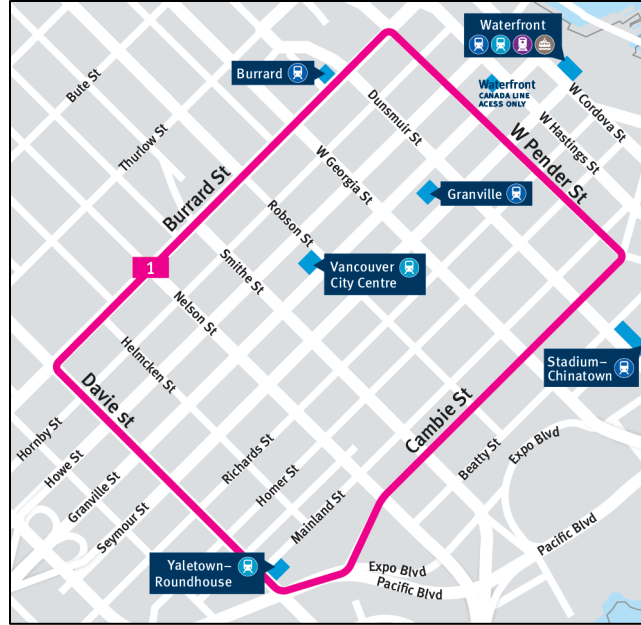 Waterfront
Burrard
Waterfront
CANADA LINE
ACESS ONLY
Bute St
Dunsmuir St
W Cordova St
W Hastings St
Thurlow St
W Pender St
W Georgia St
Burrard St
Granville
Robson St
Smithe St
Vancouver
City Centre
1
Nelson St
Helmcken St
Stadium–
Chinatown
Davie St
Cambie St
Hornby St
Howe St
Granville St
Seymour St
Richards St
Homer St
Mainland St
Beatty St
Expo Blvd
Pacific Blvd
Yaletown–
Roundhouse
Expo Blvd
Pacific Blvd